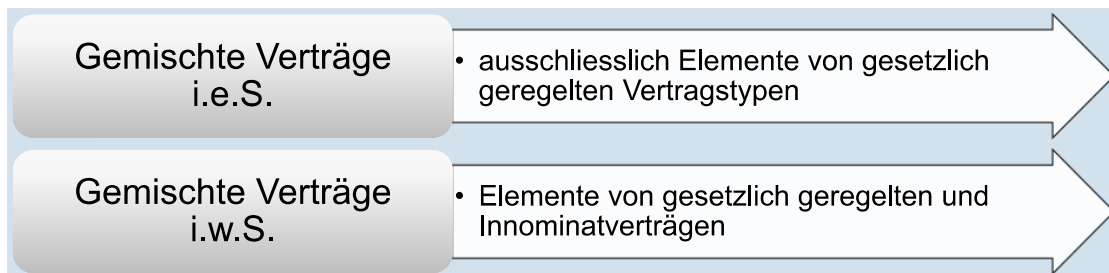 Gemischte Verträge
i.e.S.
• ausschliesslich Elemente von gesetzlich
geregelten Vertragstypen
Gemischte Verträge
i.w.S.
• Elemente von gesetzlich geregelten und
Innominatverträgen